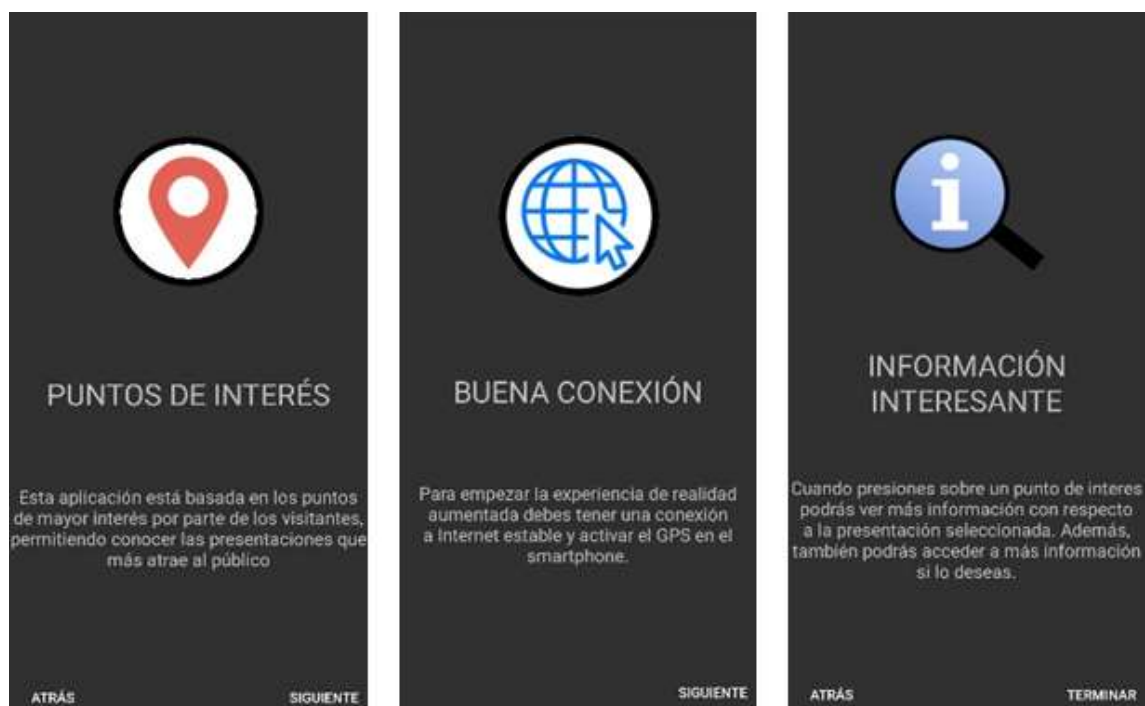 PUNTOS DE INTERÉS
Esta aplicación está basada en los puntos
de mayor interés por parte de los visitantes,
permitiendo conocer las presentaciones que
más atrae al público
ATRÁS
SIGUIENTE
BUENA CONEXIÓN
Para empezar la experiencia de realidad
aumentada debes tener una conexión
a Internet estable y activar el GPS en el
smartphone.
SIGUIENTE
INFORMACIÓN
INTERESANTE
Cuando presiones sobre un punto de interes
podrás ver más información con respecto
a la presentación seleccionada. Además,
también podrás acceder a más información
si lo deseas.
ATRÁS
TERMINAR